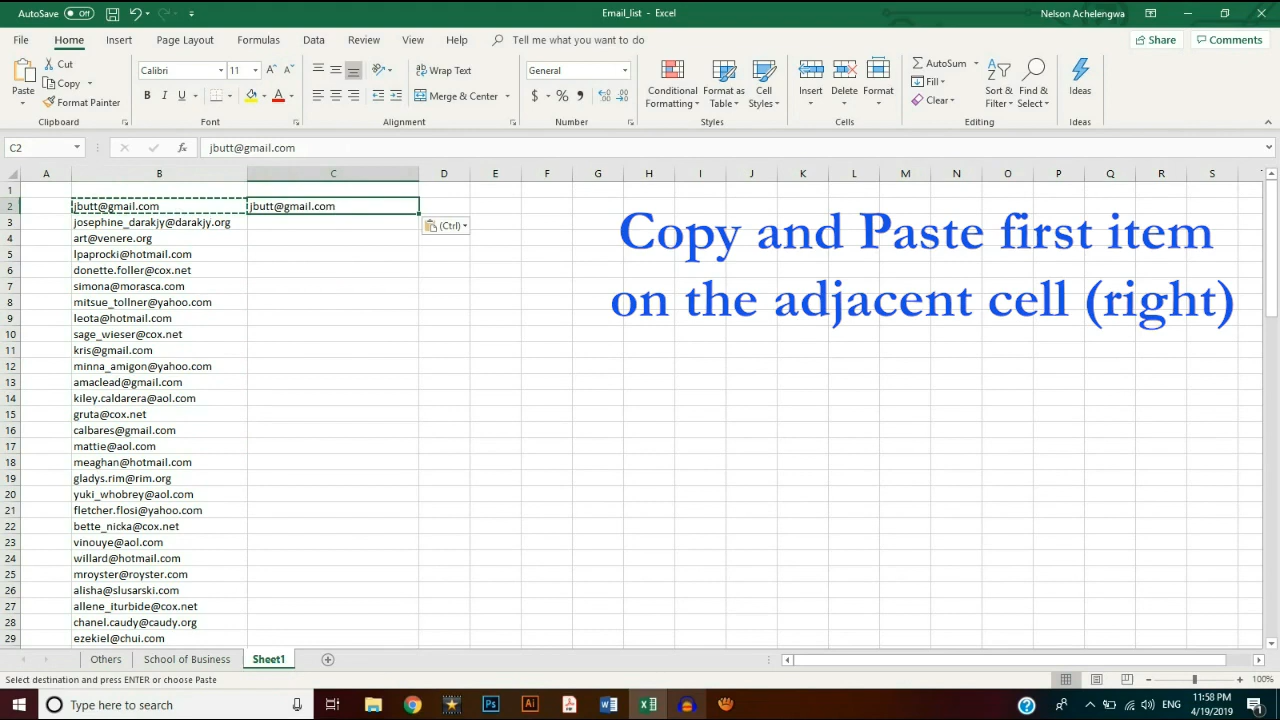 AutoSave Off Email_list - Excel Nelson Achelengwa
File Home Insert Page Layout Formulas Data Review View Help Tell me what you want to do Share Comments
Paste Cut Copy Format Painter
Clipboard
Calibri 11
B I U A
Font
Wrap Text
Merge & Center
Alignment
General
$ % ,
Number
Conditional Formatting
Format as Table
Cell Styles
Styles
Insert Delete Format
Cells
AutoSum
Fill
Clear
Sort & Filter
Find & Select
Editing
Ideas
Ideas
C2 fx jbutt@gmail.com
A B C D E F G H I J K L M N O P Q R S
1
2 jbutt@gmail.com jbutt@gmail.com
3 josephine_darakjy@darakjy.org (Ctrl)
4 art@venere.org
5 lpaprocki@hotmail.com
6 donette.foller@cox.net
7 simona@morasca.com
8 mitsue_tollner@yahoo.com
9 leota@hotmail.com
10 sage_wieser@cox.net
11 kris@gmail.com
12 minna_amigon@yahoo.com
13 amaclead@gmail.com
14 kiley.caldarera@aol.com
15 gruta@cox.net
16 calbares@gmail.com
17 mattie@aol.com
18 meaghan@hotmail.com
19 gladys.rim@rim.org
20 yuki_whobrey@aol.com
21 fletcher.flosi@yahoo.com
22 bette_nicka@cox.net
23 vinouye@aol.com
24 willard@hotmail.com
25 mroyster@royster.com
26 alisha@slusarski.com
27 allene_iturbide@cox.net
28 chanel.caudy@caudy.org
29 ezekiel@chui.com
Copy and Paste first item
on the adjacent cell (right)
Others School of Business Sheet1
Select destination and press ENTER or choose Paste 100%
Type here to search
Ps Ai
ENG
11:58 PM
4/19/2019
1